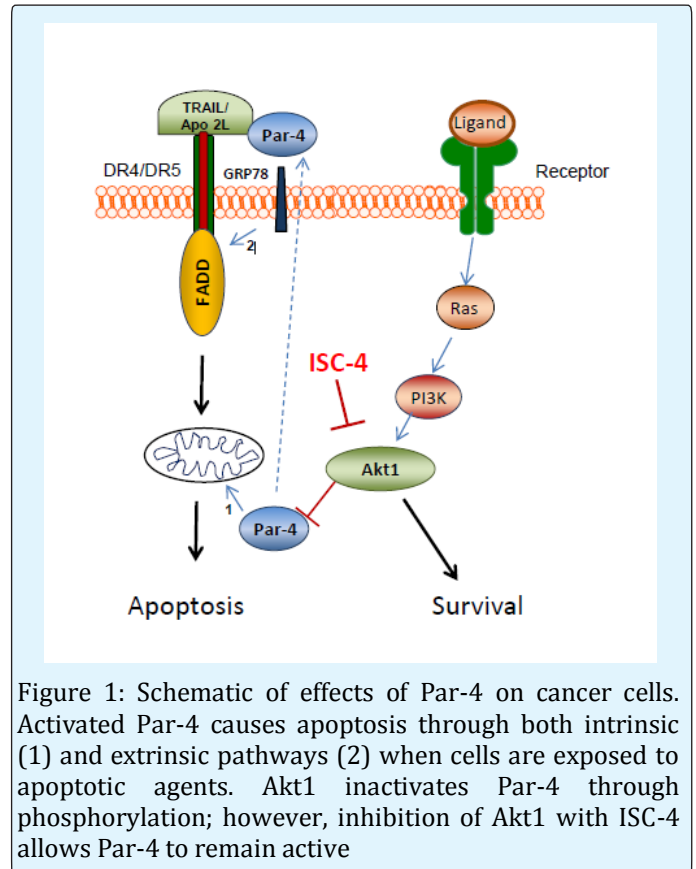 TRAIL/
Apo 2L
Par-4
Ligand
DR4/DR5
GRP78
Receptor
2
FADD
Ras
ISC-4
PI3K
Akt1
1
Par-4
Apoptosis
Survival
Figure 1: Schematic of effects of Par-4 on cancer cells.
Activated Par-4 causes apoptosis through both intrinsic
(1) and extrinsic pathways (2) when cells are exposed to
apoptotic agents. Akt1 inactivates Par-4 through
phosphorylation; however, inhibition of Akt1 with ISC-4
allows Par-4 to remain active